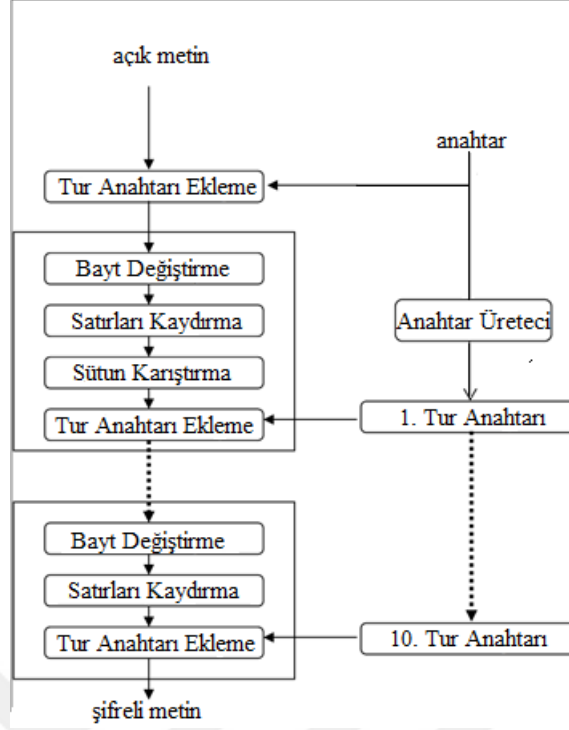 açık metin
anahtar
Tur Anahtarı Ekleme
Bayt Değiştirme
Satırları Kaydırma
Anahtar Üreteci
Sütun Karıştırma
Tur Anahtarı Ekleme
1. Tur Anahtarı
Bayt Değiştirme
Satırları Kaydırma
Tur Anahtarı Ekleme
10. Tur Anahtarı
şifreli metin